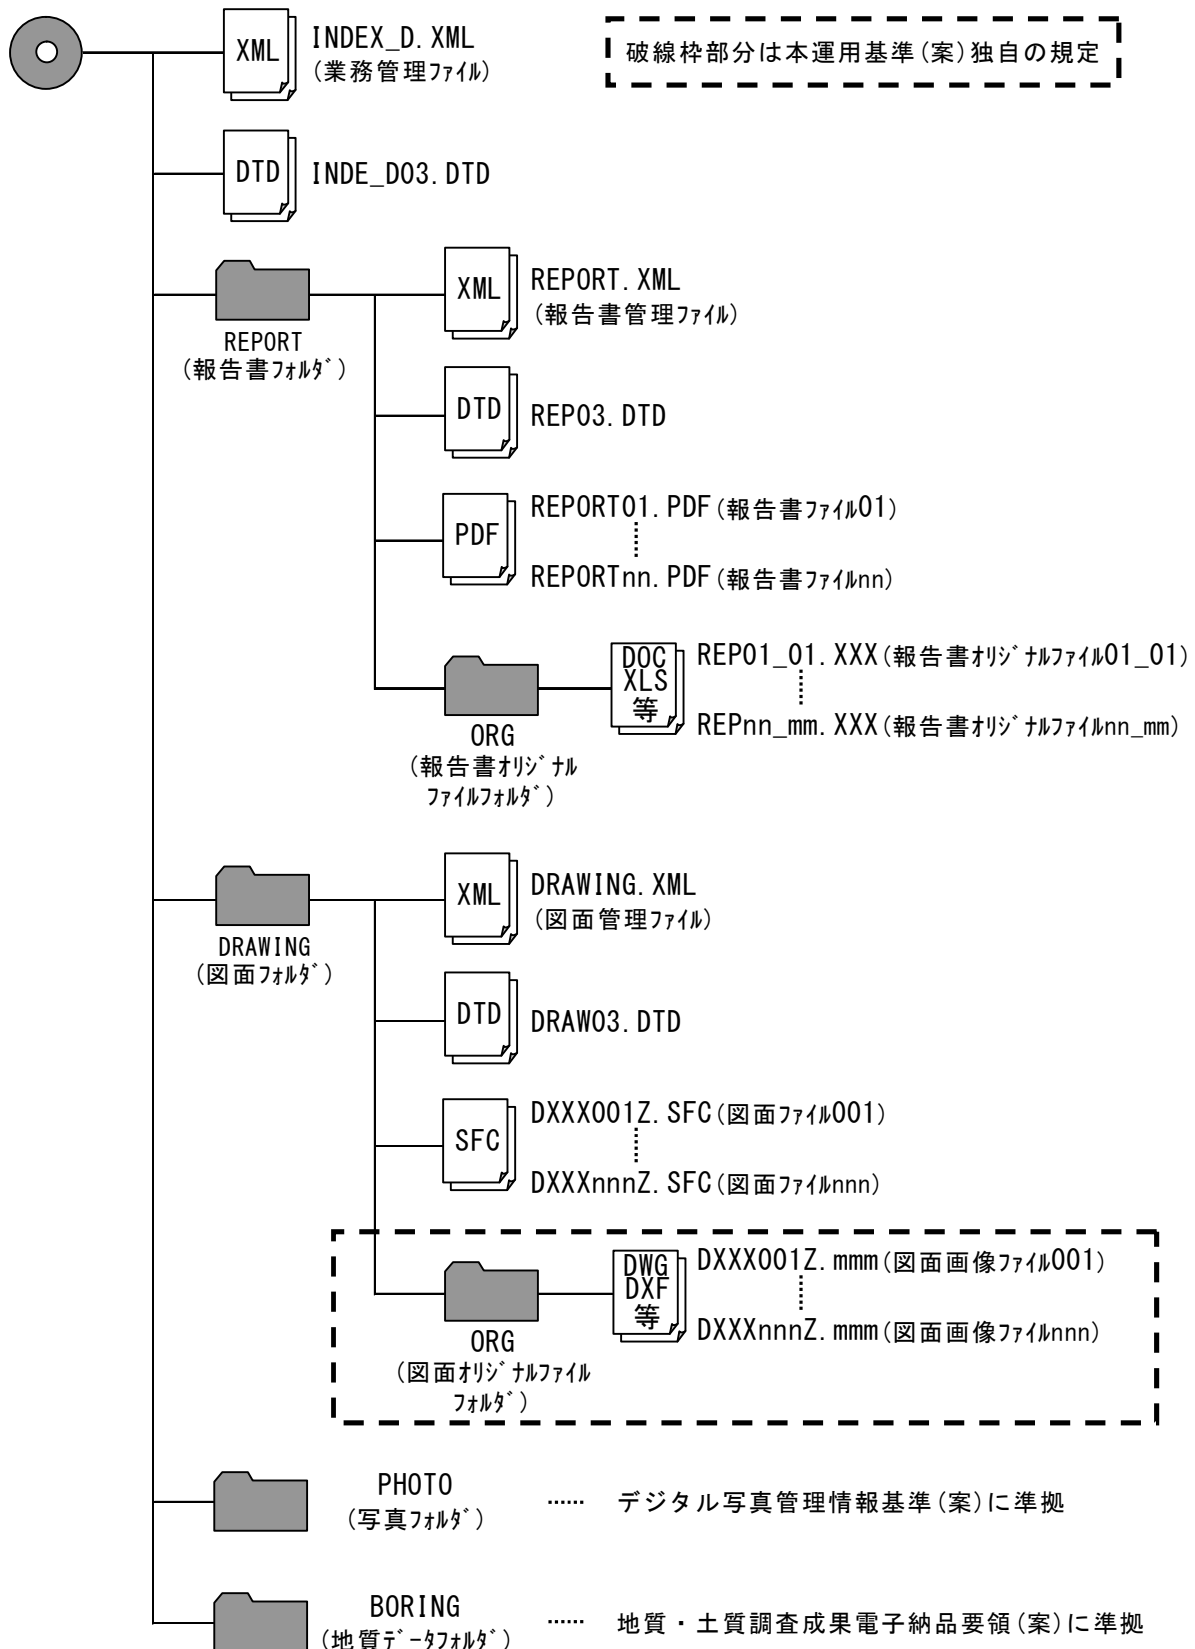 XML
INDEX_D.XML
(業務管理ファイル)
破線枠部分は本運用基準(案)独自の規定
DTD
INDE_D03.DTD
XML
REPORT.XML
(報告書管理ファイル)
REPORT
(報告書フォルダ)
DTD
REP03.DTD
PDF
REPORT01.PDF(報告書ファイル01)
REPORTnn.PDF(報告書ファイルnn)
DOC
XLS
等
REP01_01.XXX(報告書オリジナルファイル01_01)
REPnn_mm.XXX(報告書オリジナルファイルnn_mm)
ORG
(報告書オリジナル
ファイルフォルダ)
XML
DRAWING.XML
(図面管理ファイル)
DRAWING
(図面フォルダ)
DTD
DRAW03.DTD
SFC
DXXX001Z.SFC(図面ファイル001)
DXXXnnnZ.SFC(図面ファイルnnn)
DWG
DXF
等
DXXX001Z.mmm(図面画像ファイル001)
DXXXnnnZ.mmm(図面画像ファイルnnn)
ORG
(図面オリジナルファイル
フォルダ)
PHOTO
(写真フォルダ)
…… デジタル写真管理情報基準(案)に準拠
BORING
(地質データフォルダ)
…… 地質・土質調査成果電子納品要領(案)に準拠